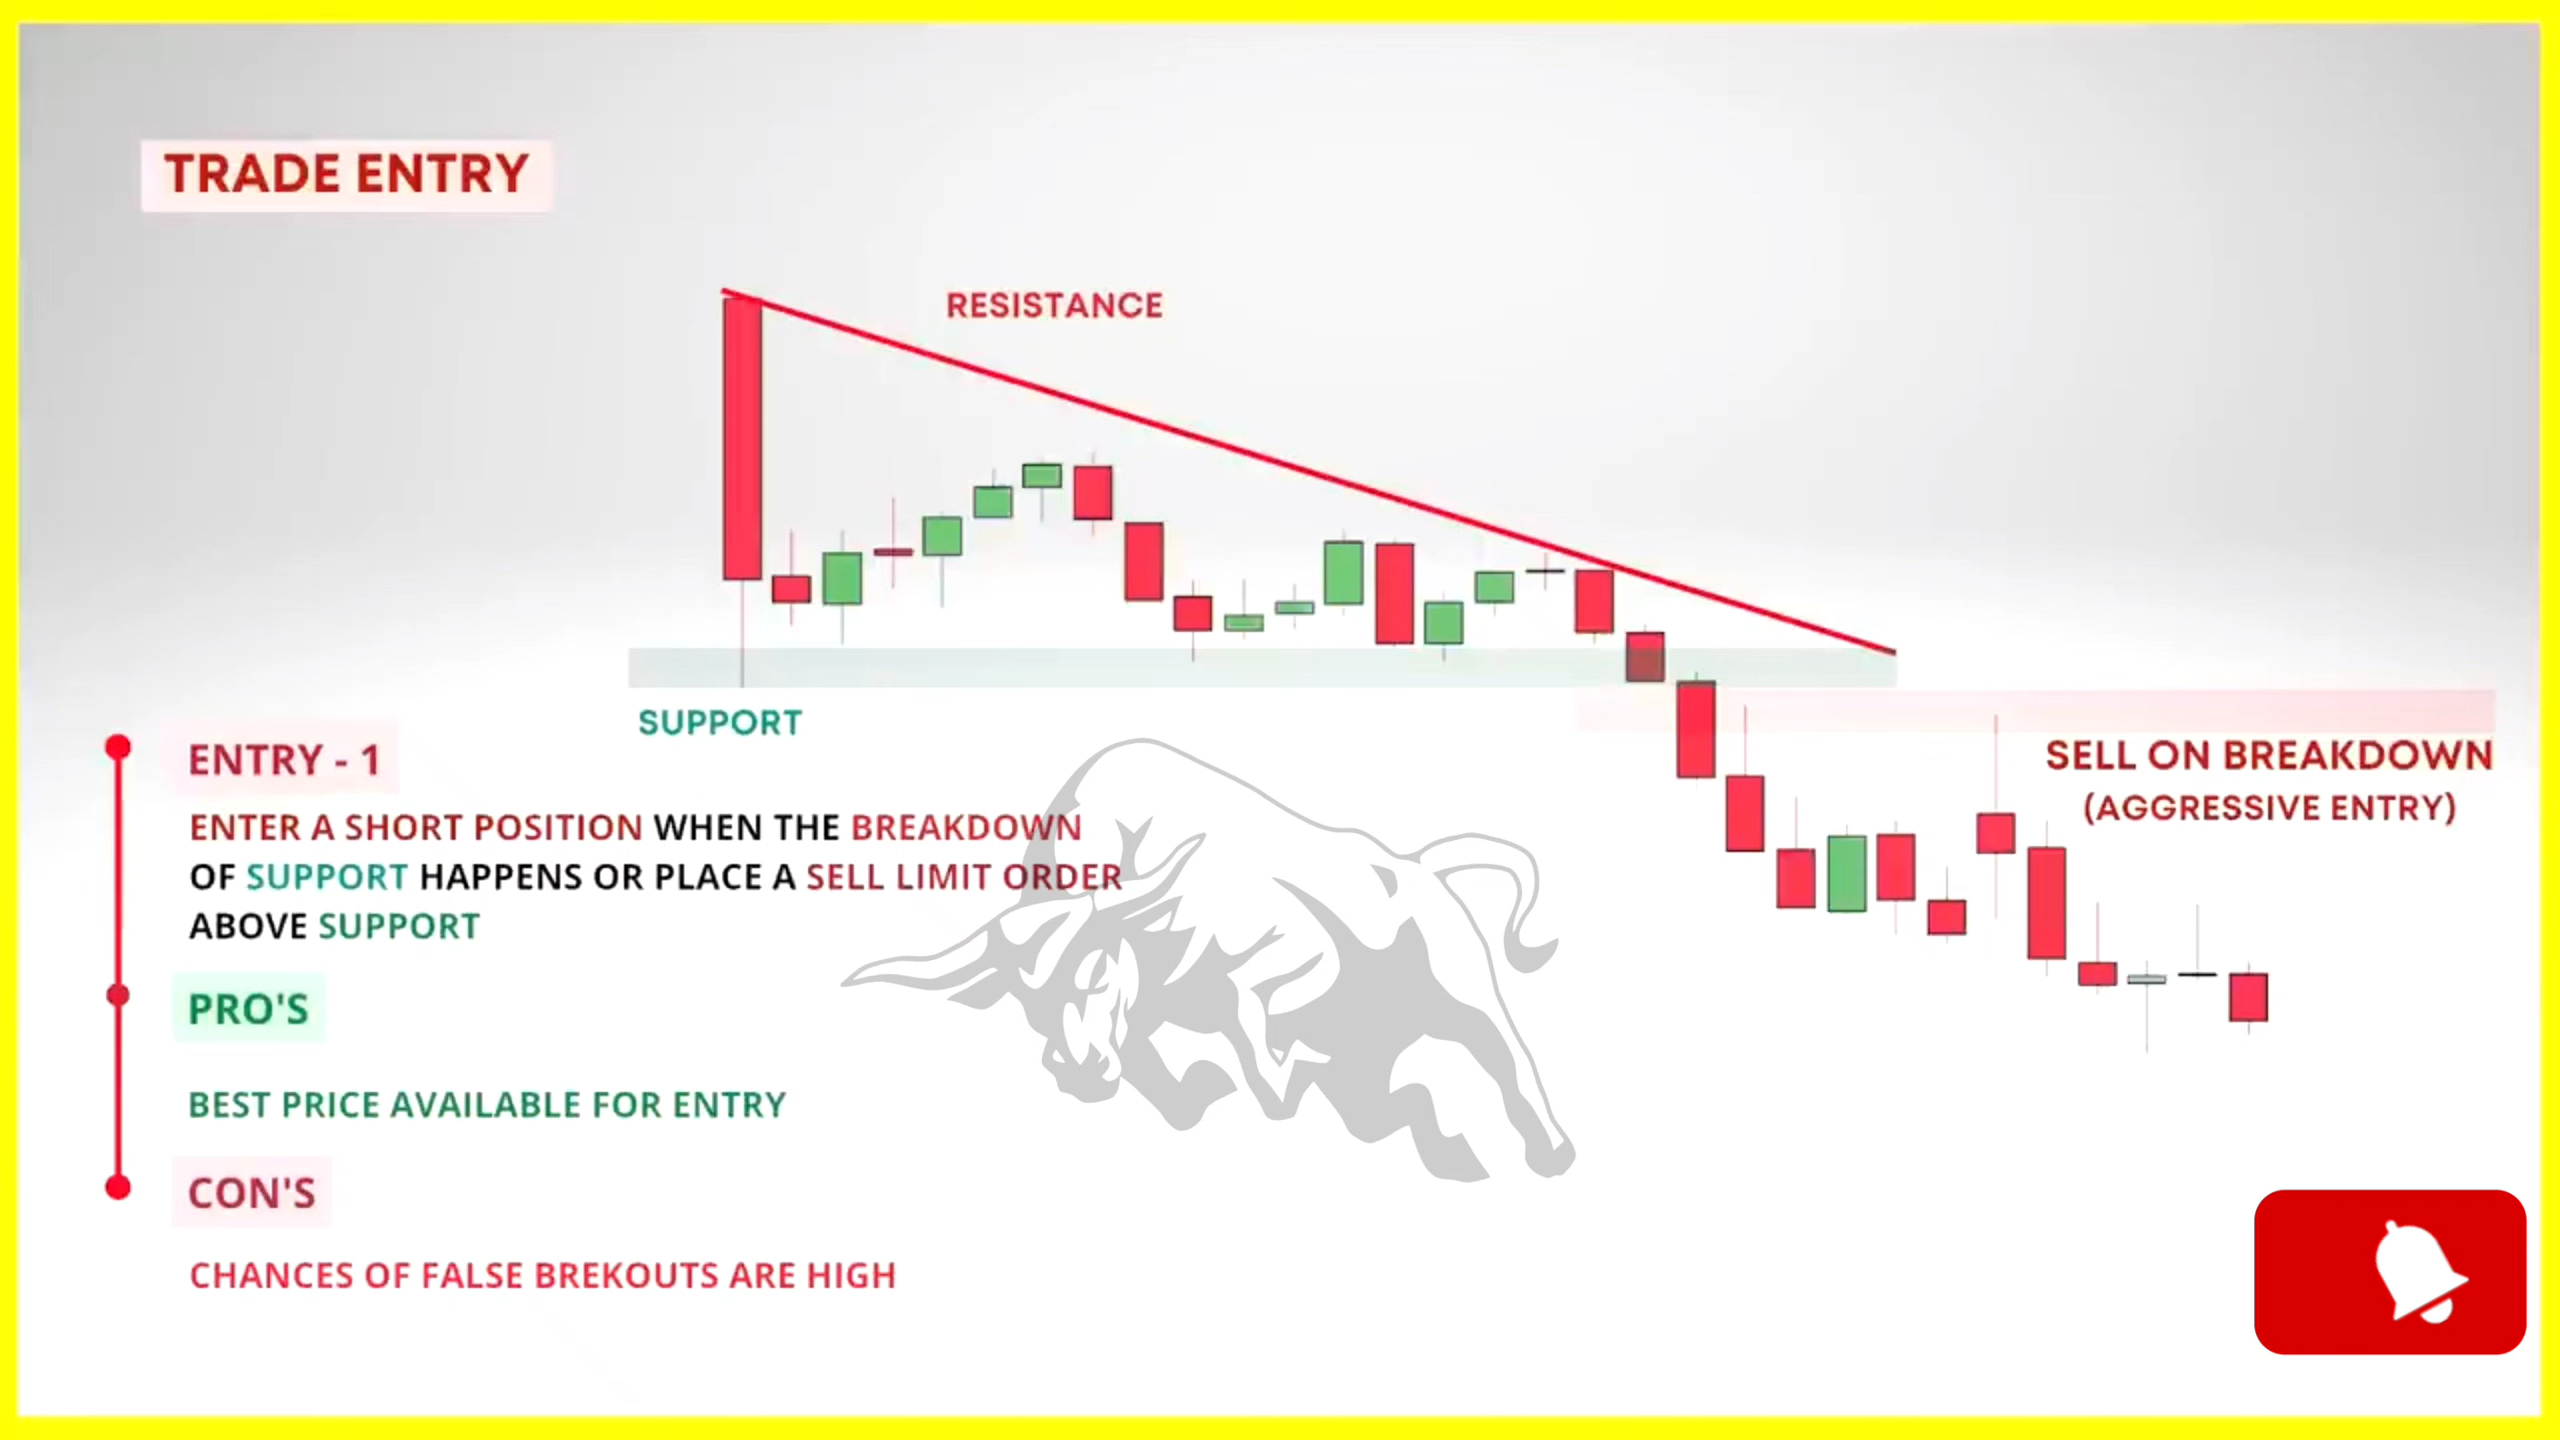 TRADE ENTRY
RESISTANCE
SUPPORT
ENTRY - 1
ENTER A SHORT POSITION WHEN THE BREAKDOWN
OF SUPPORT HAPPENS OR PLACE A SELL LIMIT ORDER
ABOVE SUPPORT
PRO'S
BEST PRICE AVAILABLE FOR ENTRY
CON'S
CHANCES OF FALSE BREKOUTS ARE HIGH
SELL ON BREAKDOWN
(AGGRESSIVE ENTRY)